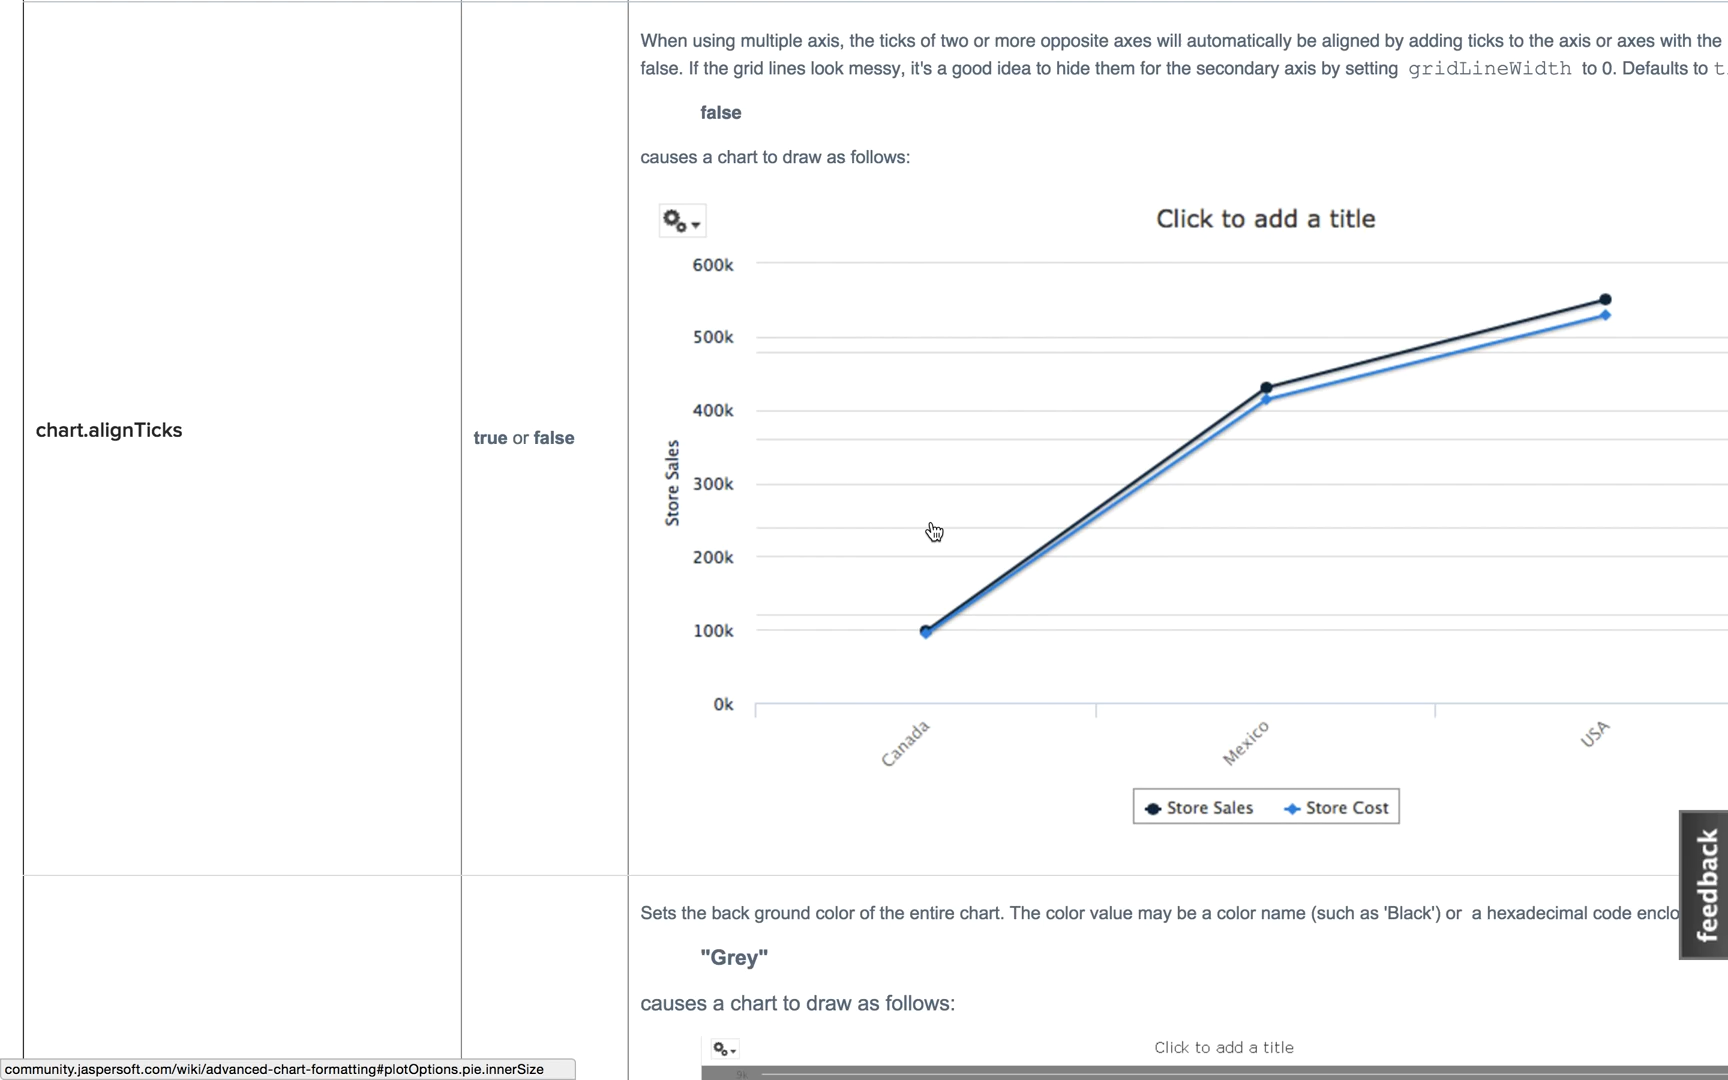 When using multiple axis, the ticks of two or more opposite axes will automatically be aligned by adding ticks to the axis or axes with the
false. If the grid lines look messy, it's a good idea to hide them for the secondary axis by setting gridLineWidth to 0. Defaults to t
false
causes a chart to draw as follows:
Click to add a title
600k
500k
400k
300k
200k
100k
0k
Store Sales
chart.alignTicks
true or false
Canada
Mexico
USA
Store Sales
Store Cost
feedback
Sets the back ground color of the entire chart. The color value may be a color name (such as 'Black') or a hexadecimal code enclo
"Grey"
causes a chart to draw as follows:
Click to add a title
9k
community.jaspersoft.com/wiki/advanced-chart-formatting#plotOptions.pie.innerSize